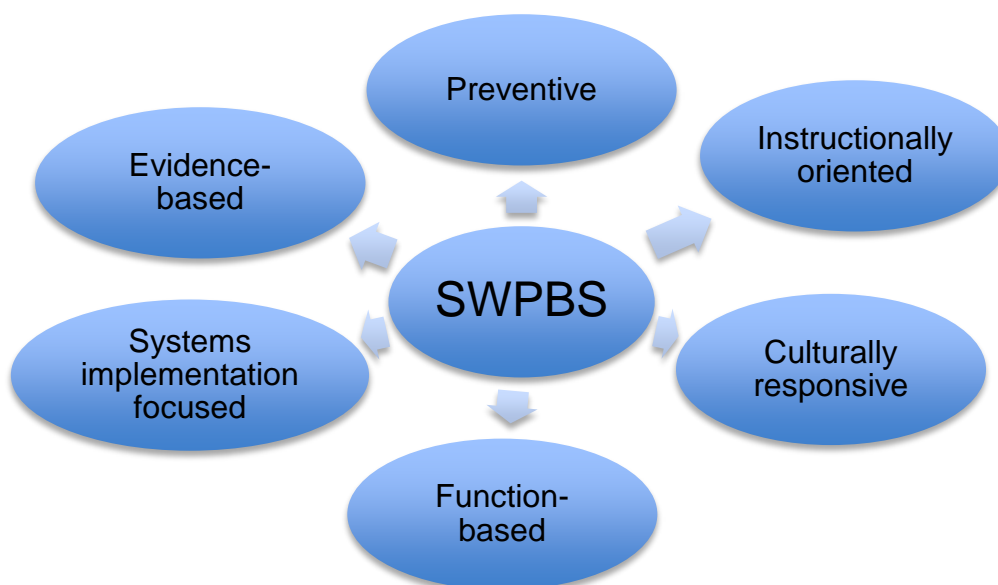 Preventive
Instructionally
oriented
Evidence-
based
SWPBS
Systems
implementation
focused
Culturally
responsive
Function-
based